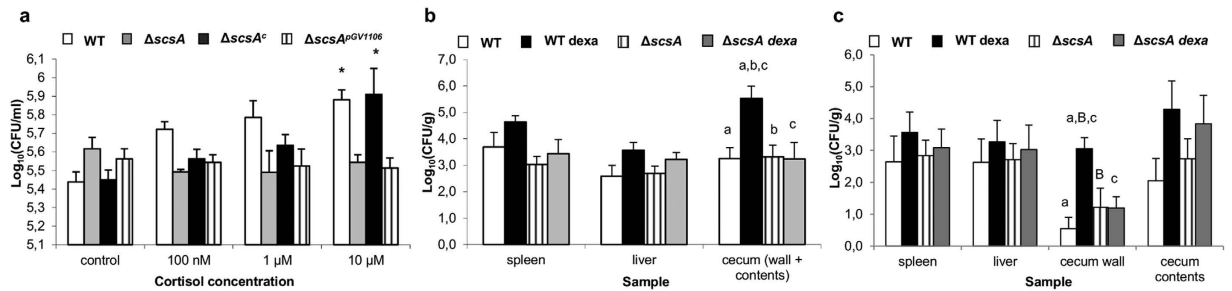 a
WT ΔscsA ΔscsAᶜ ΔscsAᵖᴳⱽ¹¹⁰⁶
Log₁₀(CFU/ml)
6,1
6
5,9
5,8
5,7
5,6
5,5
5,4
5,3
5,2
5,1
* *
control 100 nM 1 µM 10 µM
Cortisol concentration
b
WT WT dexa ΔscsA ΔscsA dexa
Log₁₀(CFU/g)
7,0
6,0
5,0
4,0
3,0
2,0
1,0
0,0
a,b,c
a b c
spleen liver cecum (wall +
contents)
Sample
c
WT WT dexa ΔscsA ΔscsA dexa
Log₁₀(CFU/g)
6,0
5,0
4,0
3,0
2,0
1,0
0,0
a,B,c
a B c
spleen liver cecum wall cecum
contents
Sample